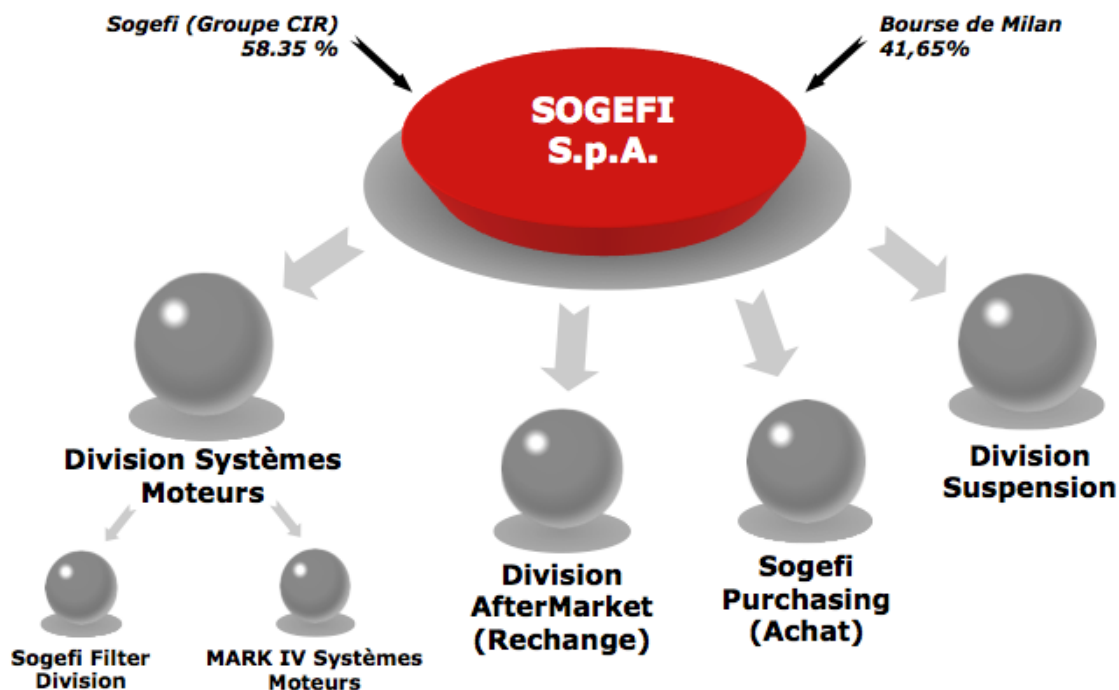 Sogefi (Groupe CIR)
58.35 %
Bourse de Milan
41,65%
SOGEFI
S.p.A.
Division Systèmes
Moteurs
Division
Suspension
Division
AfterMarket
(Rechange)
Sogefi
Purchasing
(Achat)
Sogefi Filter
Division
MARK IV Systèmes
Moteurs